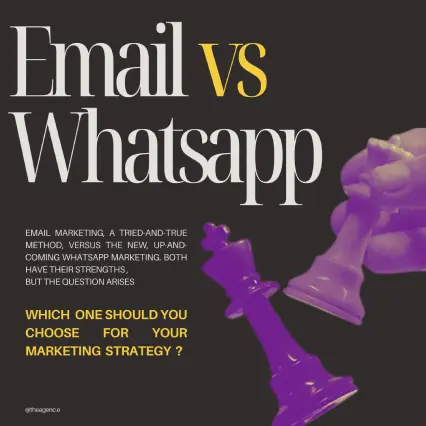 Email vs
Whatsapp
EMAIL MARKETING, A TRIED-AND-TRUE
METHOD, VERSUS THE NEW, UP-AND-
COMING WHATSAPP MARKETING. BOTH
HAVE THEIR STRENGTHS,
BUT THE QUESTION ARISES
WHICH ONE SHOULD YOU
CHOOSE FOR YOUR
MARKETING STRATEGY ?
@theagenc.e